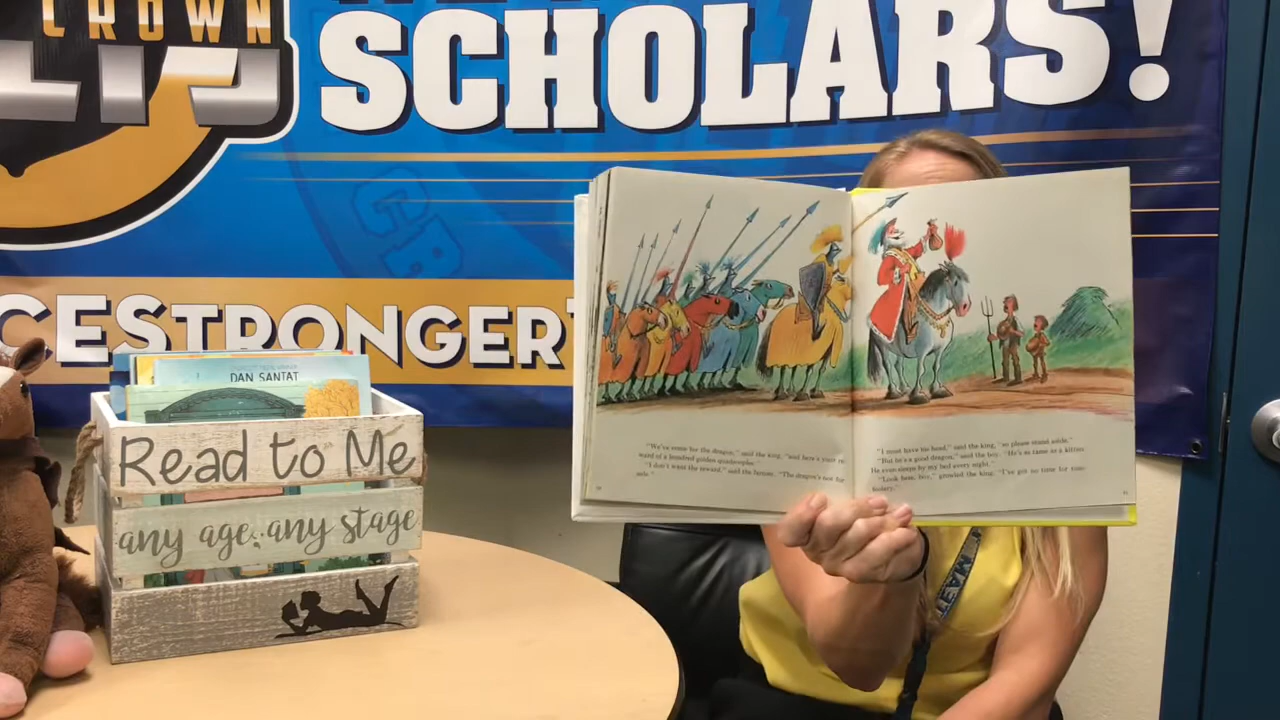 CROWN
SCHOLARS!
CESTRONGER
DAN SANTAT
Read to Me
any age, any stage
"We've come for the dragon," said the king, "and here's your re-
ward of a hundred golden
"I don't want the reward," said the farmer. "The dragon's not for
sale."
"I must have his head," said the king, "so please stand aside."
"But he's a good dragon," said the boy. "He's as tame as a kitten.
He even sleeps by my bed every night."
"Look here, boy," growled the king. "I've got no time for tom-
foolery."
TEAM